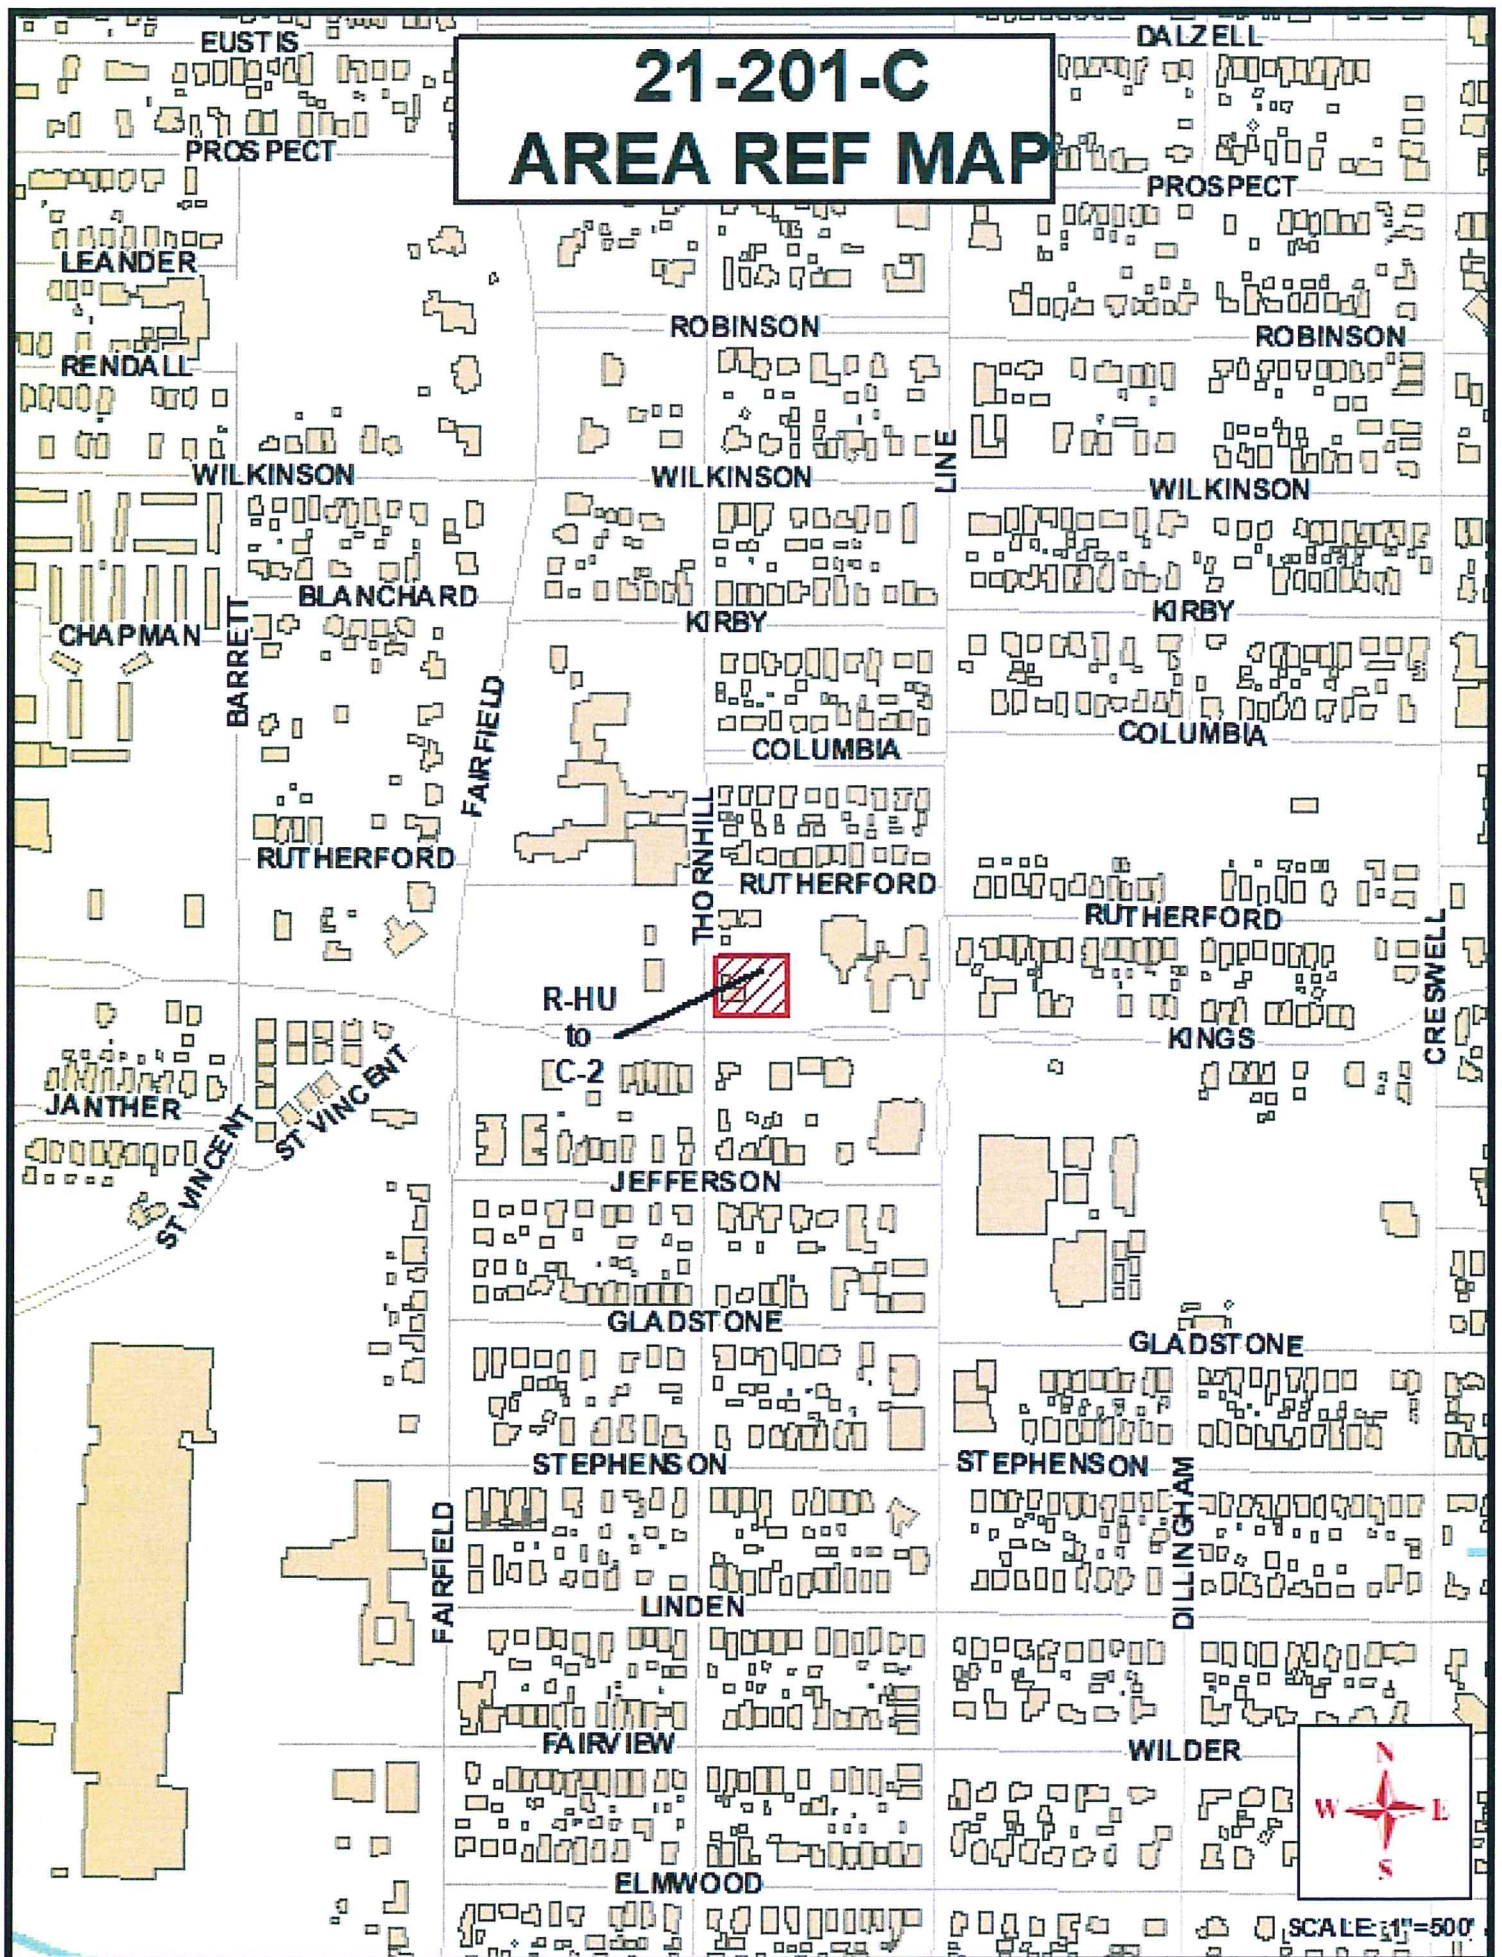 21-201-C
AREA REF MAP
EUSTIS
DALZELL
PROSPECT
PROSPECT
LEANDER
ROBINSON
ROBINSON
RENDALL
LINE
WILKINSON
WILKINSON
WILKINSON
BLANCHARD
KIRBY
KIRBY
CHAPMAN
BARRETT
FAIRFIELD
COLUMBIA
COLUMBIA
THORNHILL
RUTHERFORD
RUTHERFORD
RUTHERFORD
CRESWELL
R-HU
to
C-2
KINGS
JANTHER
ST VINCENT
ST VINCENT
JEFFERSON
GLADSTONE
GLADSTONE
STEPHENSON
STEPHENSON
FAIRFIELD
DILLINGHAM
LINDEN
FAIRVIEW
WILDER
N
W E
S
ELMWOOD
SCALE: 1"=500'